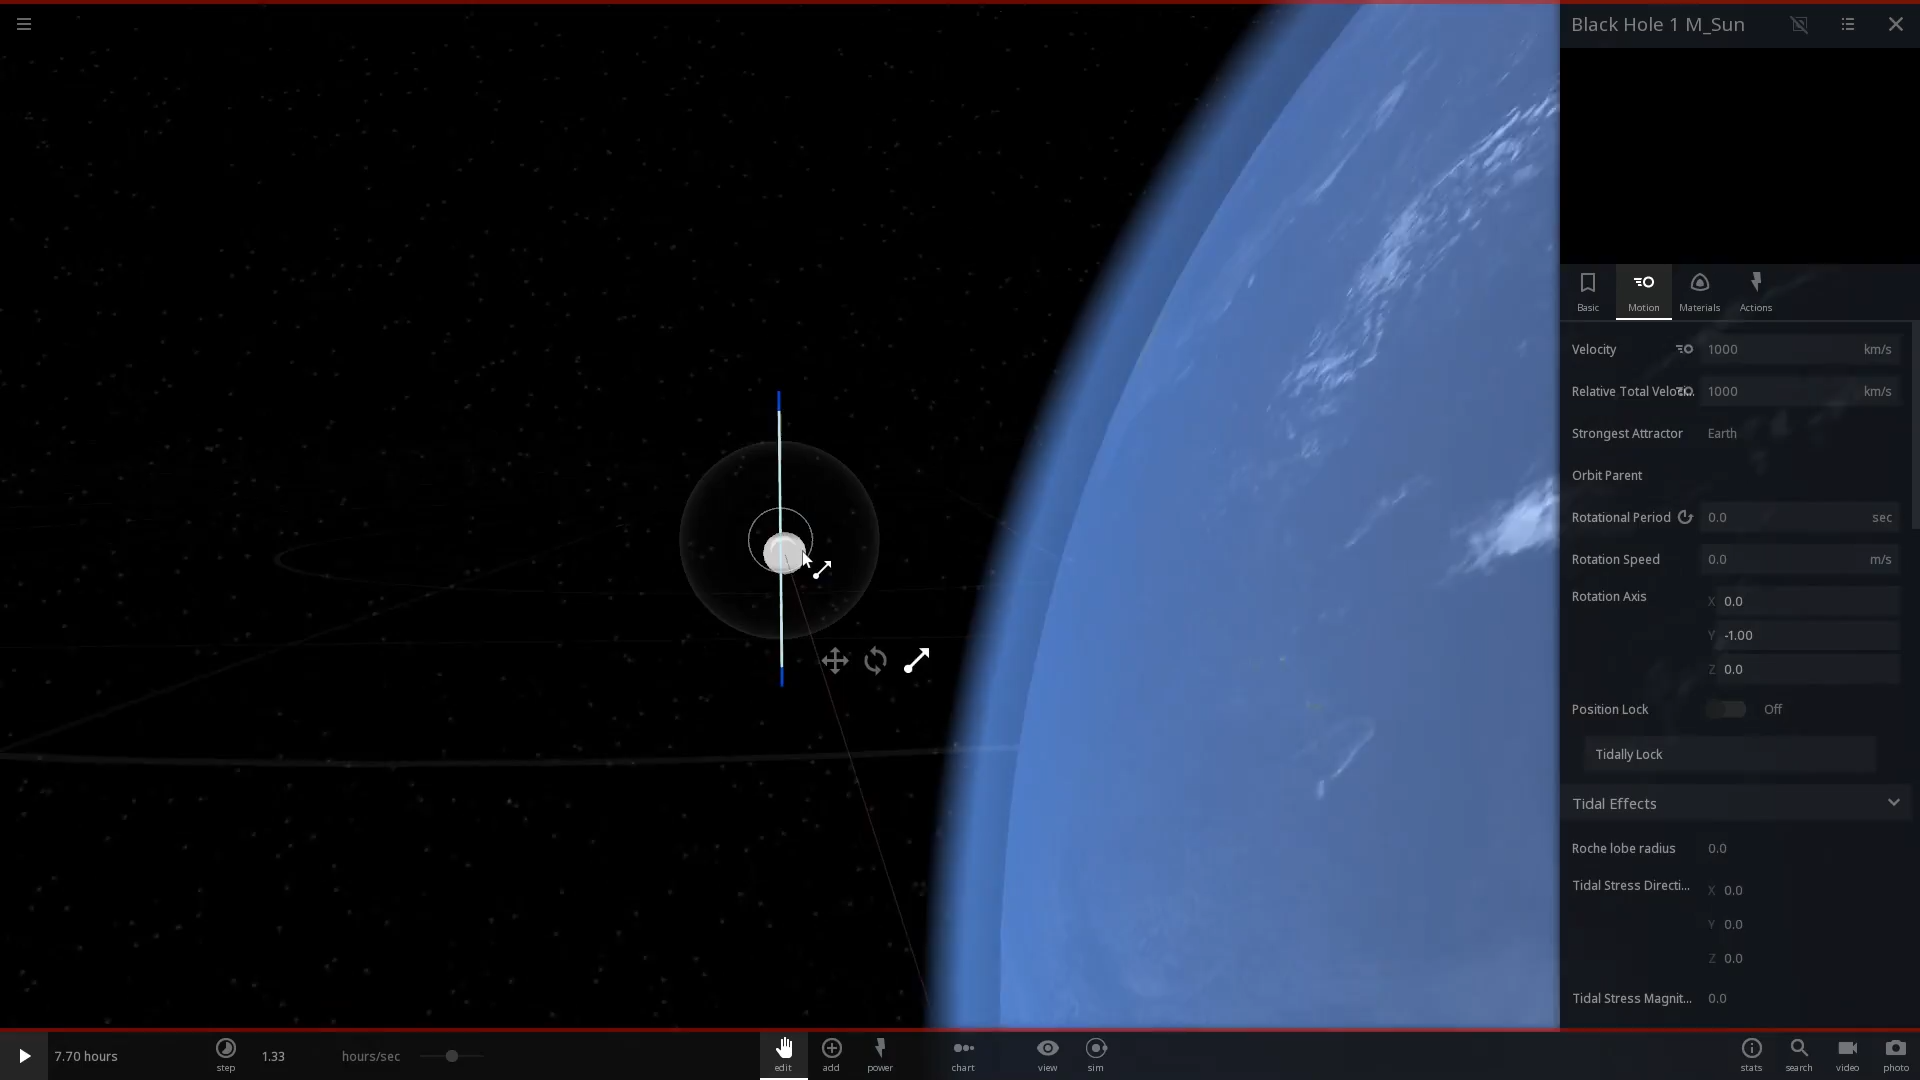 Black Hole 1 M_Sun
Basic
Motion
Materials
Actions
Velocity 1000 km/s
Relative Total Veloci... 1000 km/s
Strongest Attractor Earth
Orbit Parent
Rotational Period 0.0 sec
Rotation Speed 0.0 m/s
Rotation Axis X 0.0
Y -1.00
Z 0.0
Position Lock Off
Tidally Lock
Tidal Effects
Roche lobe radius 0.0
Tidal Stress Directi... X 0.0
Y 0.0
Z 0.0
Tidal Stress Magnit... 0.0
7.70 hours
step
1.33 hours/sec
edit
add
power
chart
view
sim
stats
search
video
photo